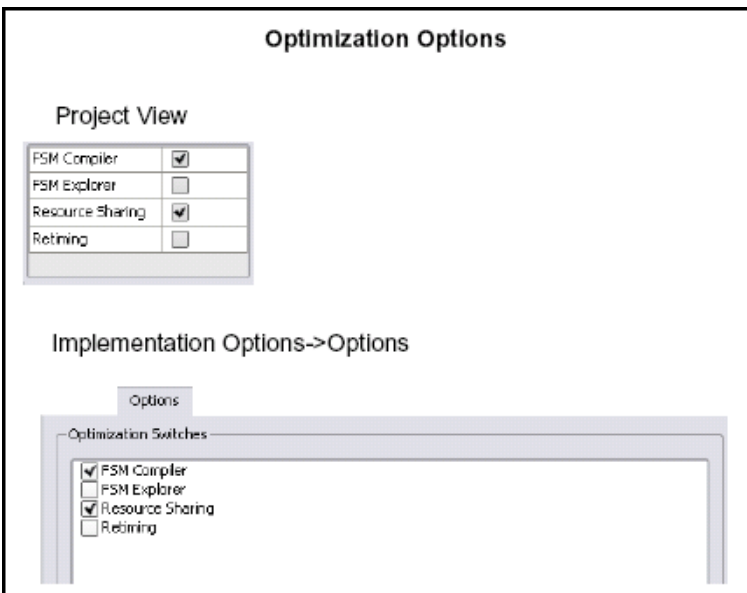 Optimization Options
Project View
FSM Compiler
FSM Explorer
Resource Sharing
Retiming
Implementation Options->Options
Options
Optimization Switches
FSM Compiler
FSM Explorer
Resource Sharing
Retiming